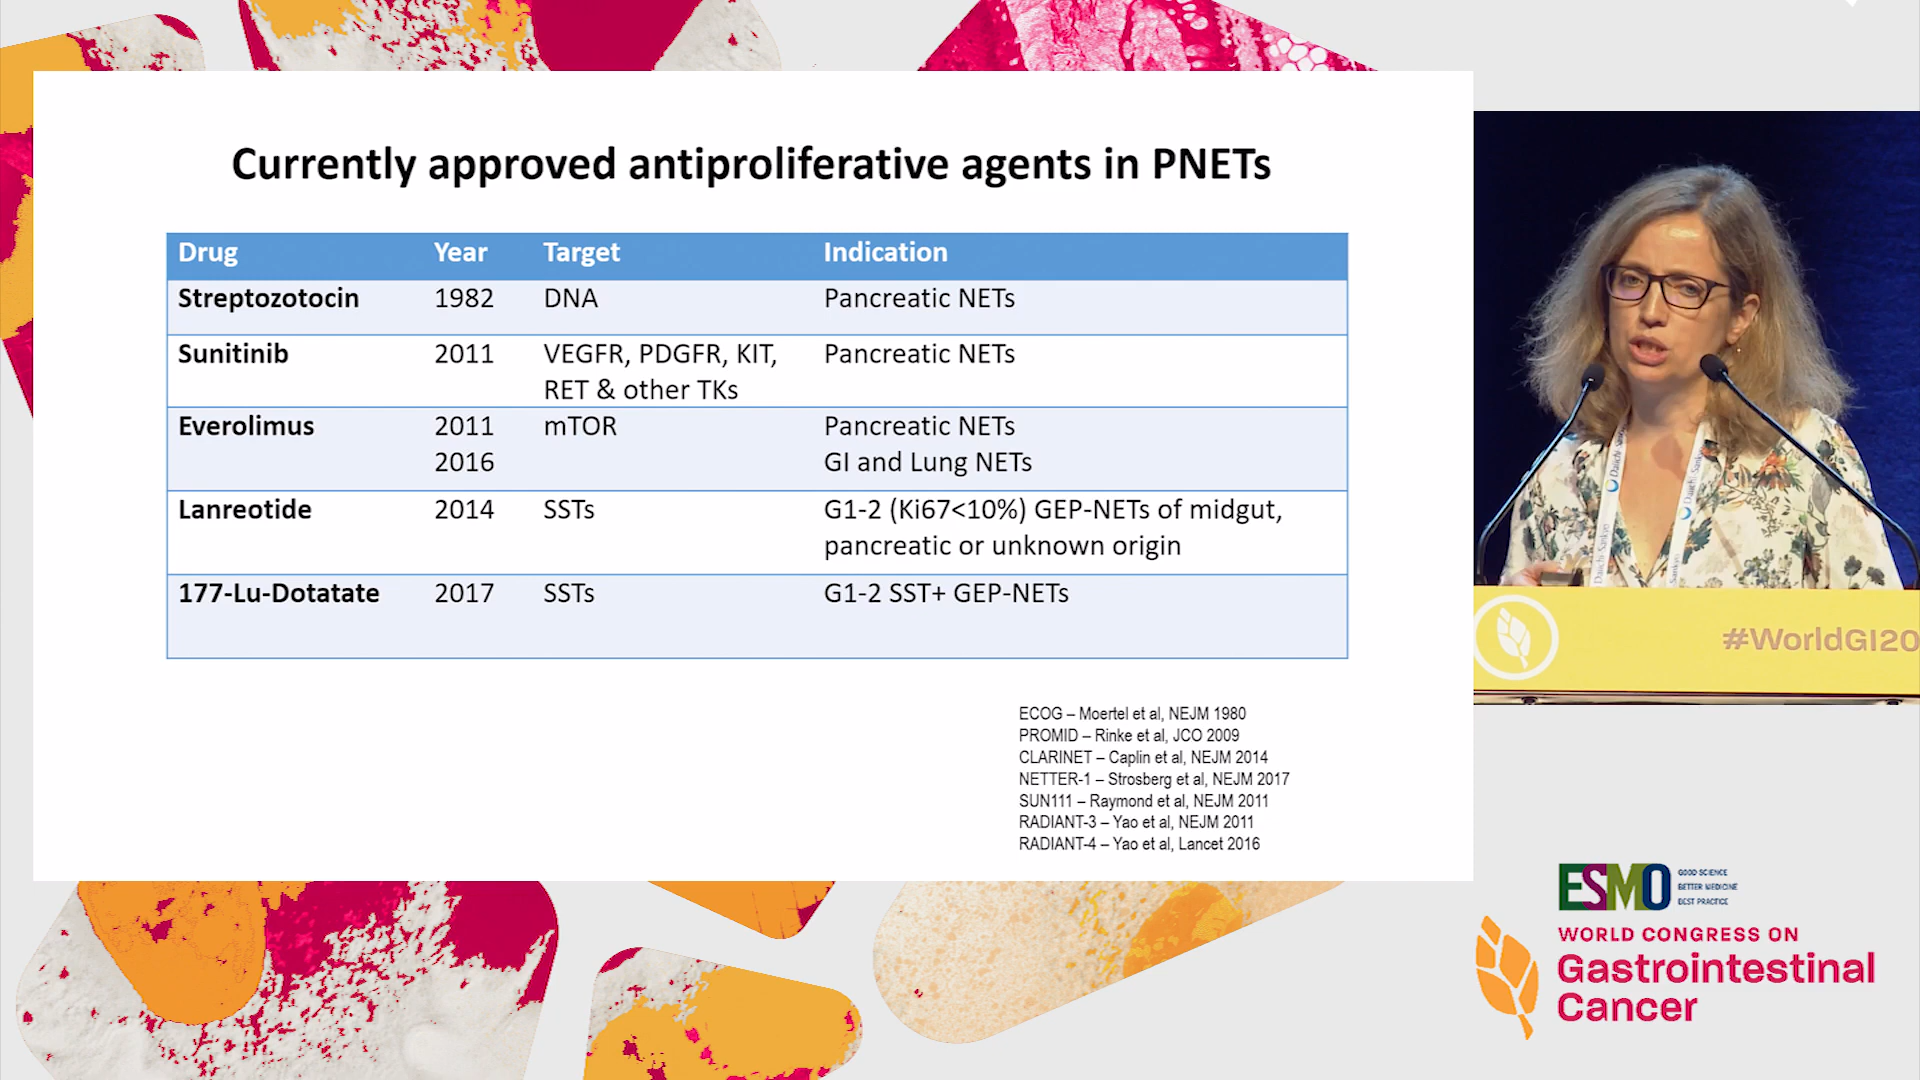 Currently approved antiproliferative agents in PNETs
Drug Year Target Indication
Streptozotocin 1982 DNA Pancreatic NETs
Sunitinib 2011 VEGFR, PDGFR, KIT, Pancreatic NETs
RET & other TKs
Everolimus 2011 mTOR Pancreatic NETs
2016 GI and Lung NETs
Lanreotide 2014 SSTs G1-2 (Ki67<10%) GEP-NETs of midgut,
pancreatic or unknown origin
177-Lu-Dotatate 2017 SSTs G1-2 SST+ GEP-NETs
ECOG – Moertel et al, NEJM 1980
PROMID – Rinke et al, JCO 2009
CLARINET – Caplin et al, NEJM 2014
NETTER-1 – Strosberg et al, NEJM 2017
SUN111 – Raymond et al, NEJM 2011
RADIANT-3 – Yao et al, NEJM 2011
RADIANT-4 – Yao et al, Lancet 2016
Daiichi-Sankyo
Daiichi-Sankyo
#WorldGI20
ESMO
GOOD SCIENCE
BETTER MEDICINE
BEST PRACTICE
WORLD CONGRESS ON
Gastrointestinal
Cancer